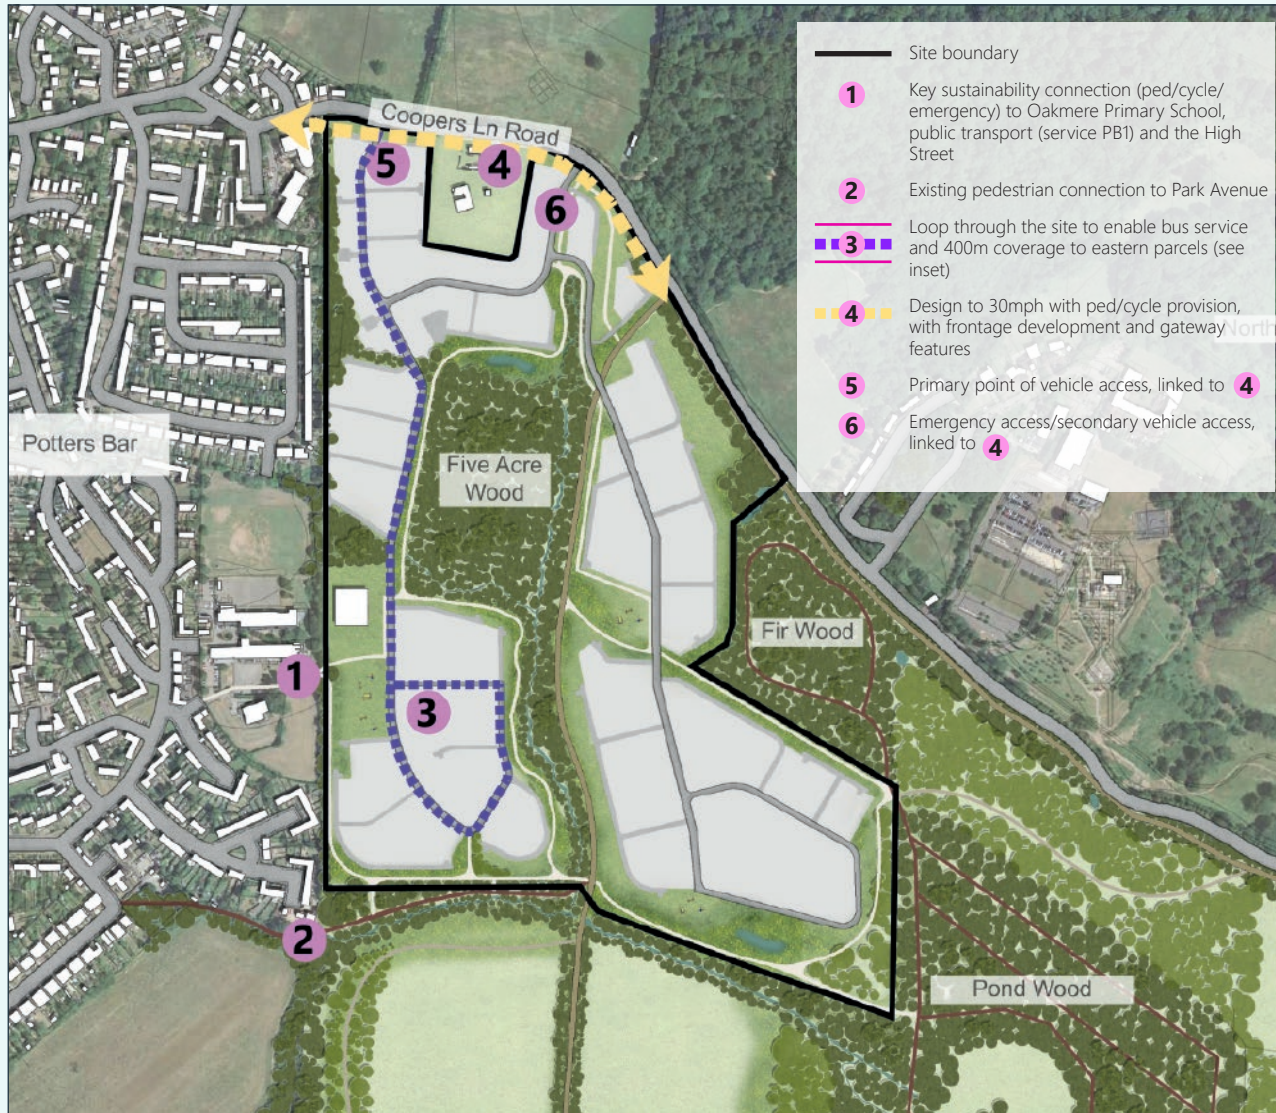 Site boundary
1
Key sustainability connection (ped/cycle/
emergency) to Oakmere Primary School,
public transport (service PB1) and the High
Street
2
Existing pedestrian connection to Park Avenue
3
Loop through the site to enable bus service
and 400m coverage to eastern parcels (see
inset)
4
Design to 30mph with ped/cycle provision,
with frontage development and gateway
features
5
Primary point of vehicle access, linked to 4
6
Emergency access/secondary vehicle access,
linked to 4
North
Coopers Ln Road
5
4
6
Potters Bar
Five Acre
Wood
Fir Wood
1
3
2
Pond Wood